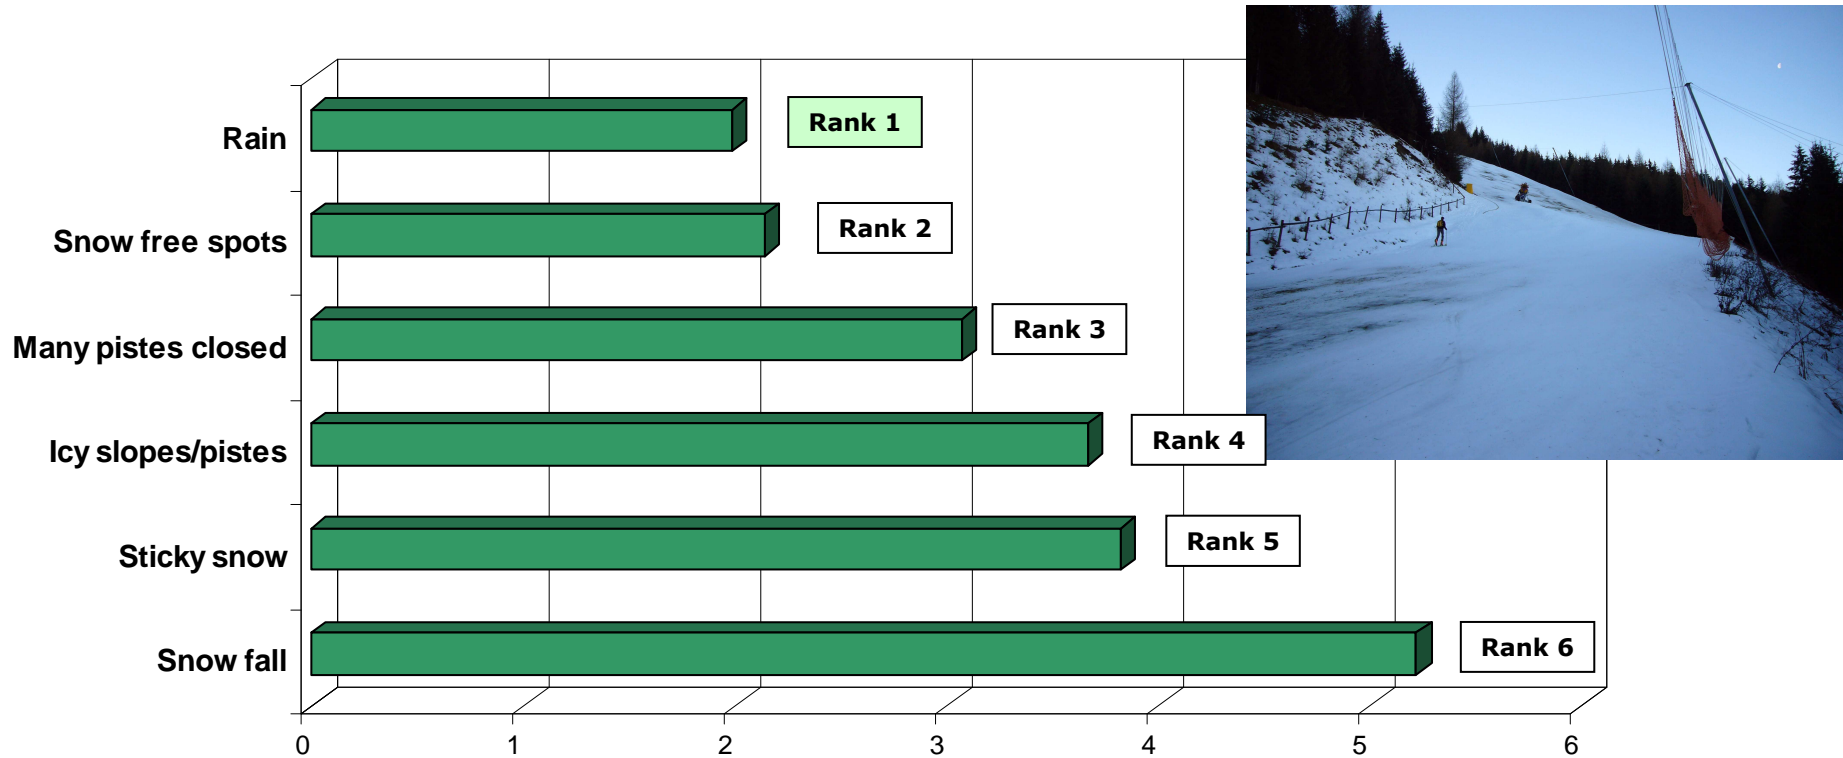 Rain
Rank 1
Snow free spots
Rank 2
Many pistes closed
Rank 3
Icy slopes/pistes
Rank 4
Sticky snow
Rank 5
Snow fall
Rank 6
0 1 2 3 4 5 6